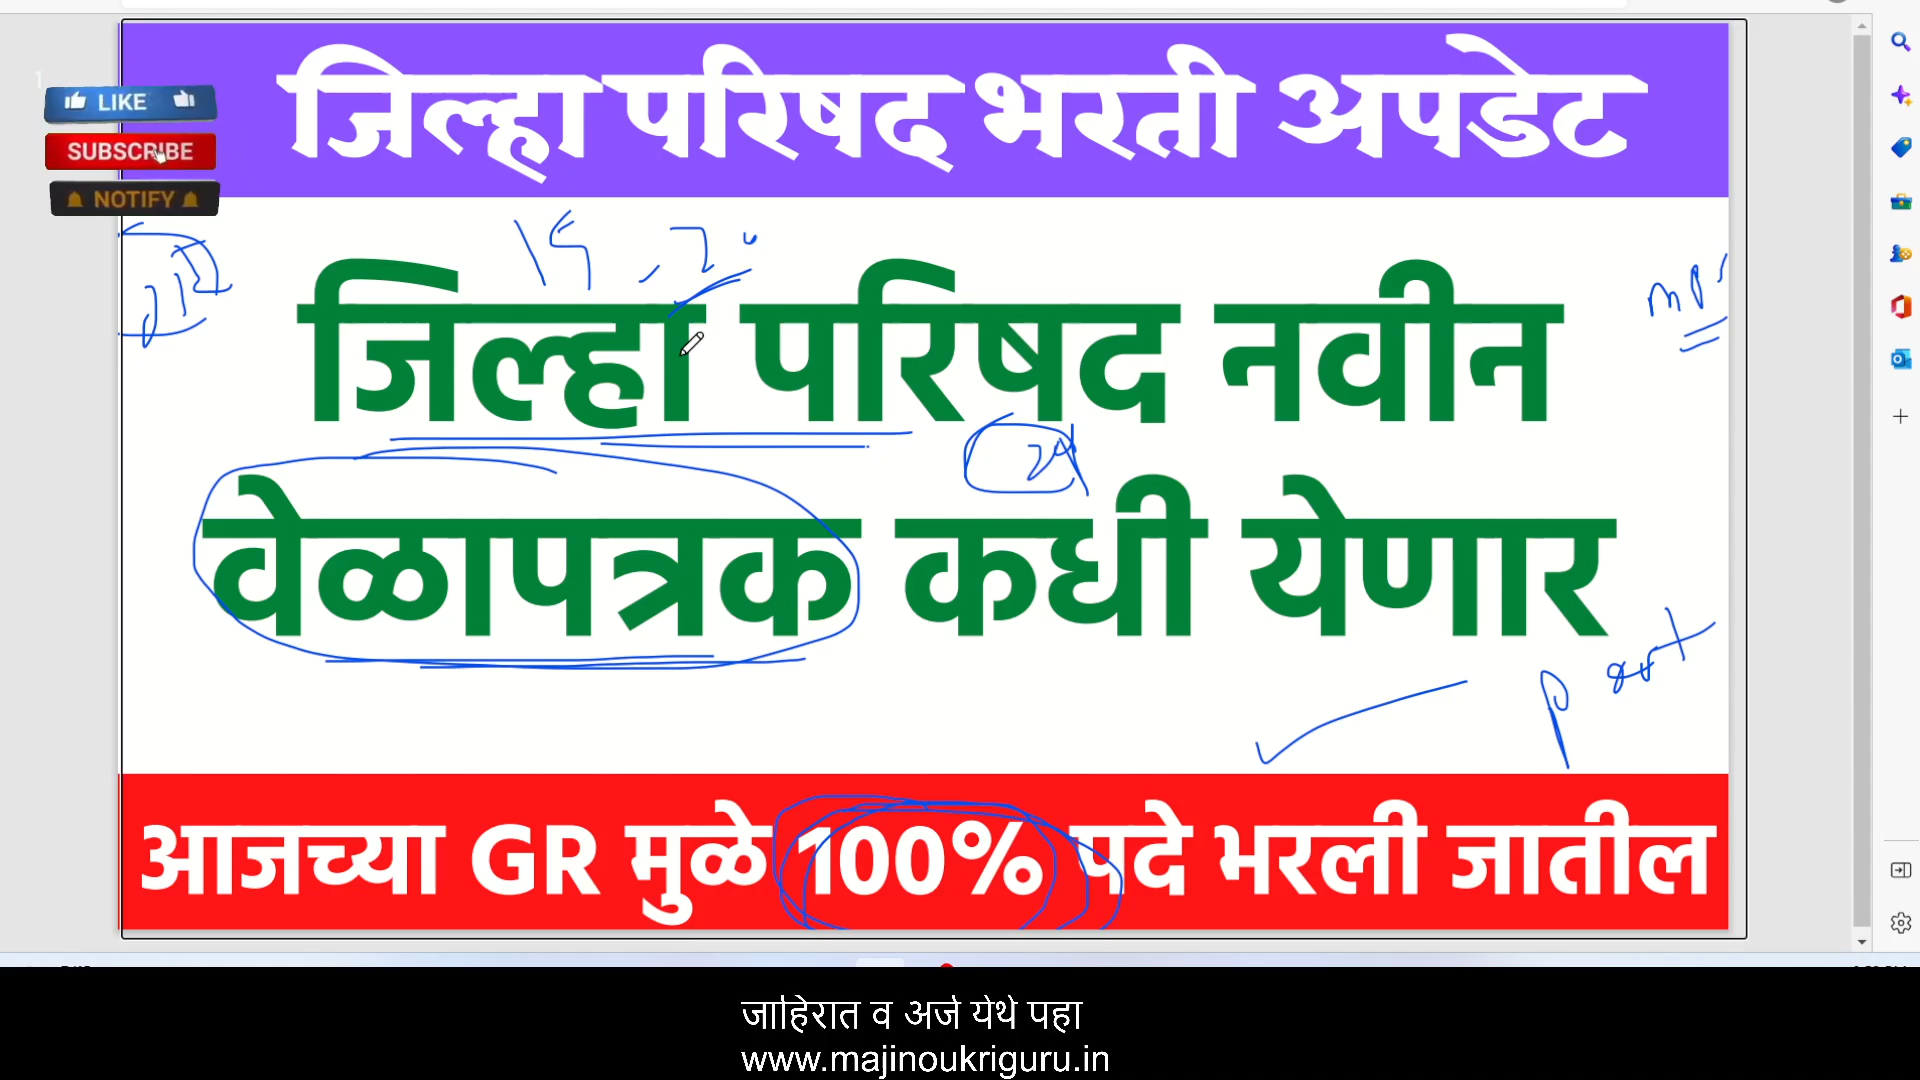 जिल्हा परिषद भरती अपडेट
LIKE
SUBSCRIBE
NOTIFY
जिल्हा परिषद नवीन
वेळापत्रक कधी येणार
part
आजच्या GR मुळे 100% पदे भरली जातील
जाहिरात व अर्ज येथे पहा
www.majinoukriguru.in